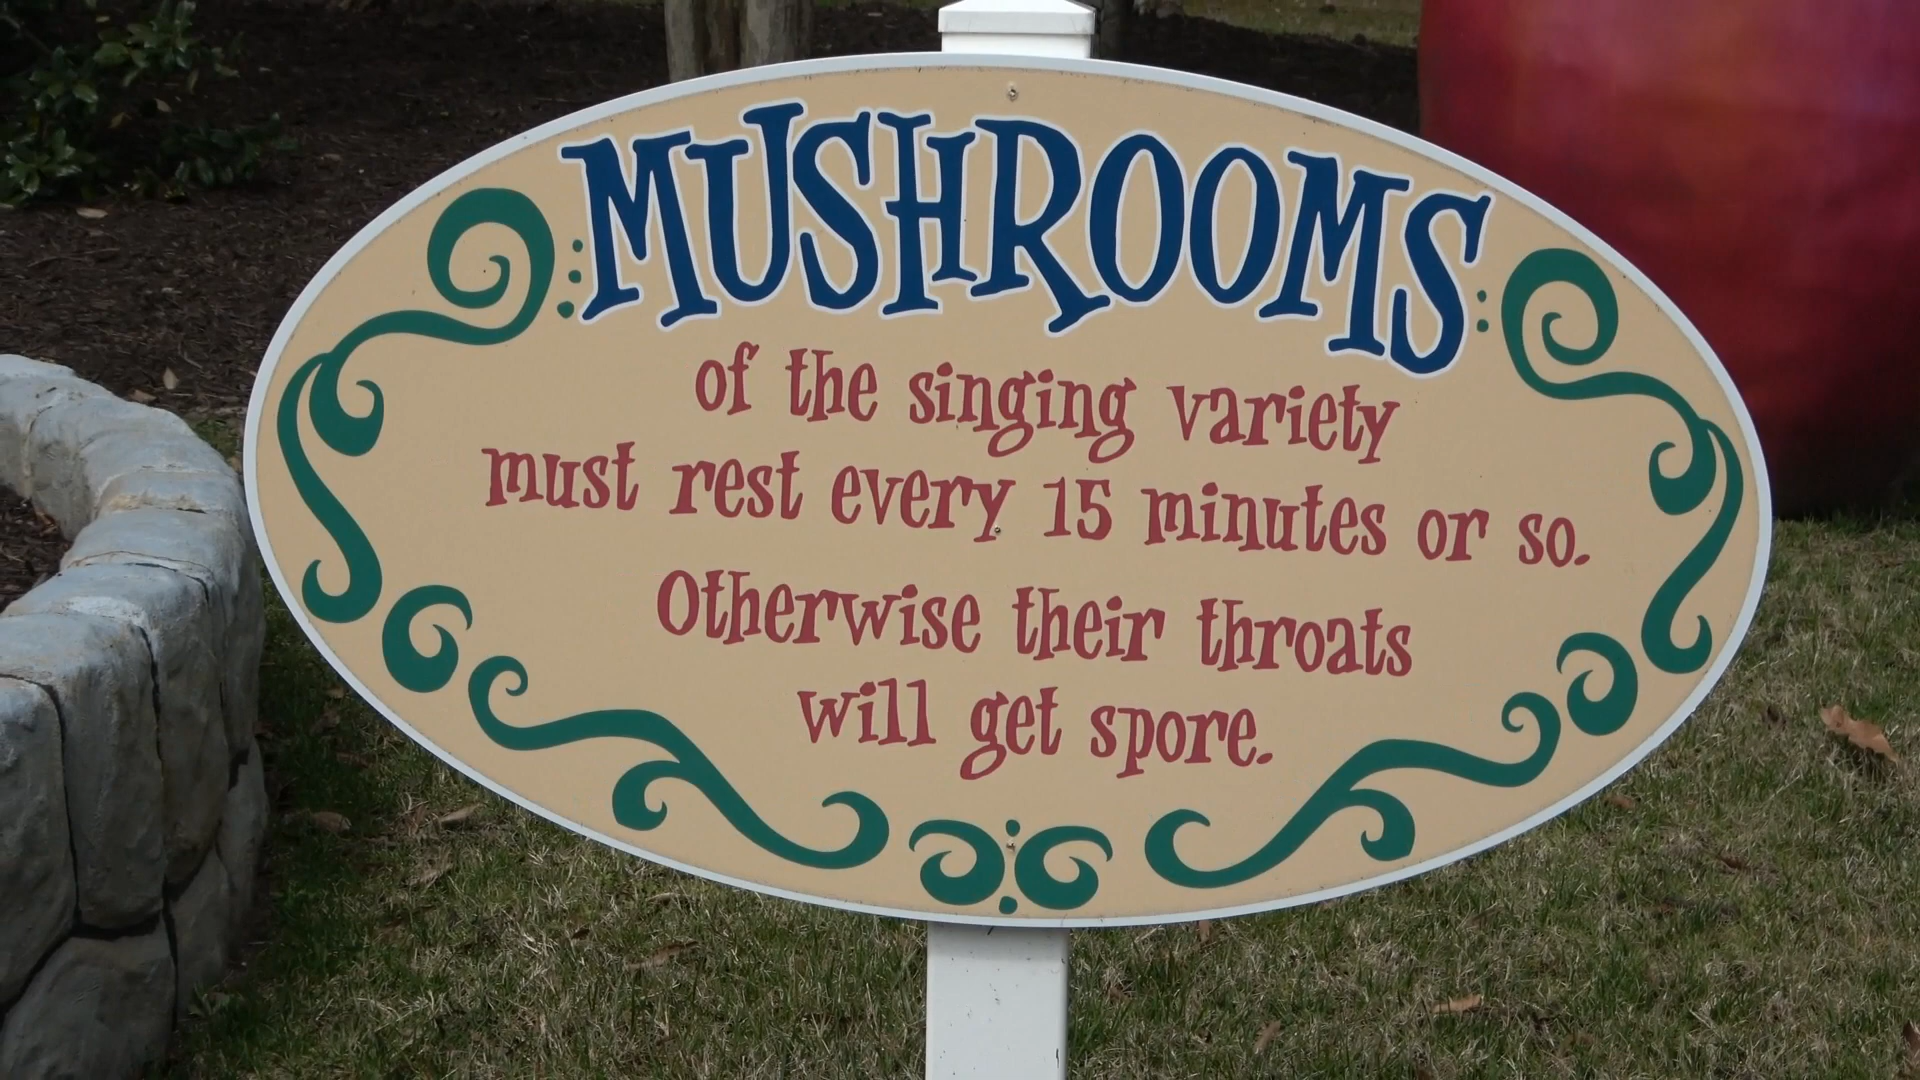 MUSHROOMS
of the singing variety
must rest every 15 minutes or so.
Otherwise their throats
will get spore.